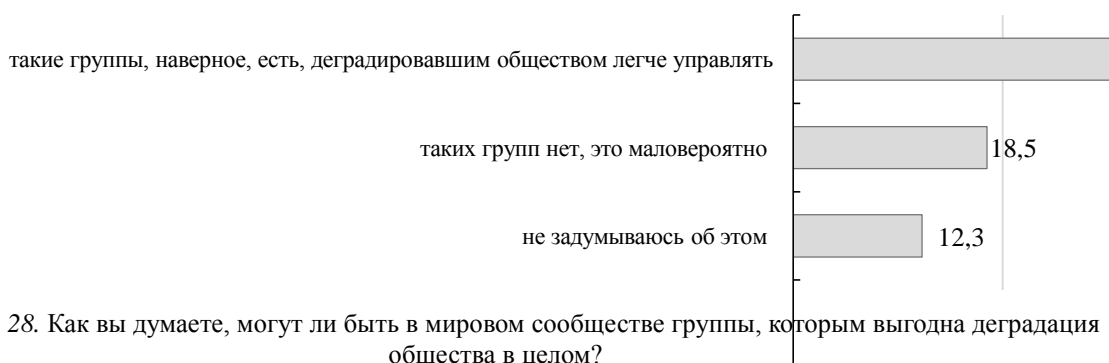 такие группы, наверное, есть, деградировавшим обществом легче управлять
таких групп нет, это маловероятно
18,5
не задумываюсь об этом
12,3
28. Как вы думаете, могут ли быть в мировом сообществе группы, которым выгодна деградация
общества в целом?